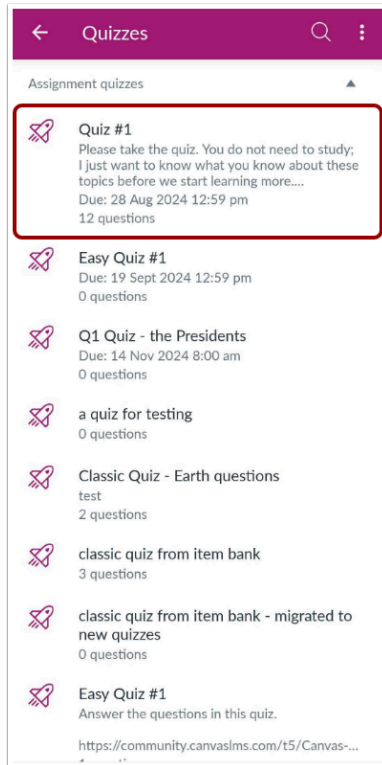 Quizzes
Assignment quizzes
Quiz #1
Please take the quiz. You do not need to study;
I just want to know what you know about these
topics before we start learning more....
Due: 28 Aug 2024 12:59 pm
12 questions
Easy Quiz #1
Due: 19 Sept 2024 12:59 pm
0 questions
Q1 Quiz - the Presidents
Due: 14 Nov 2024 8:00 am
0 questions
a quiz for testing
0 questions
Classic Quiz - Earth questions
test
2 questions
classic quiz from item bank
3 questions
classic quiz from item bank - migrated to
new quizzes
0 questions
Easy Quiz #1
Answer the questions in this quiz.
https://community.canvaslms.com/t5/Canvas-...